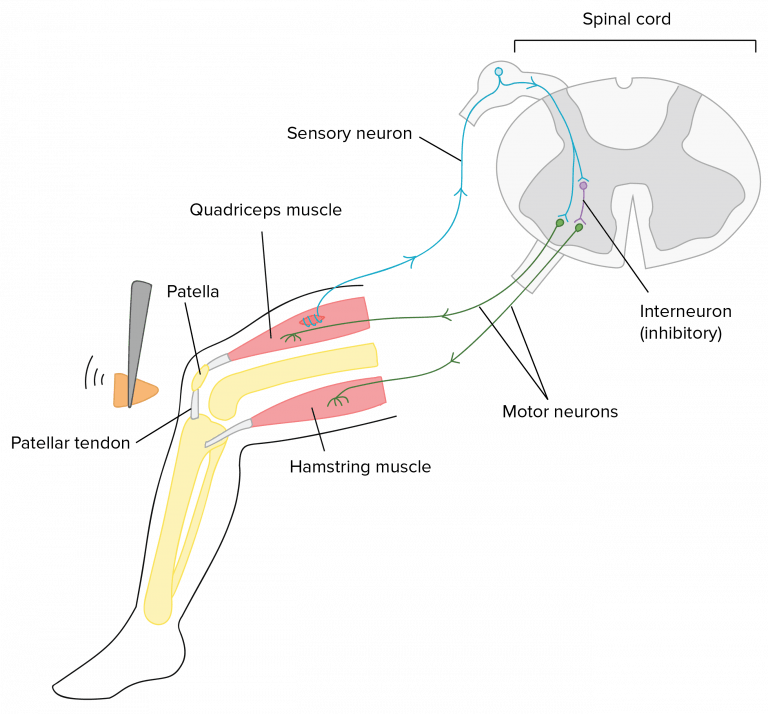 Spinal cord
Sensory neuron
Quadriceps muscle
Patella
Interneuron
(inhibitory)
Motor neurons
Patellar tendon
Hamstring muscle